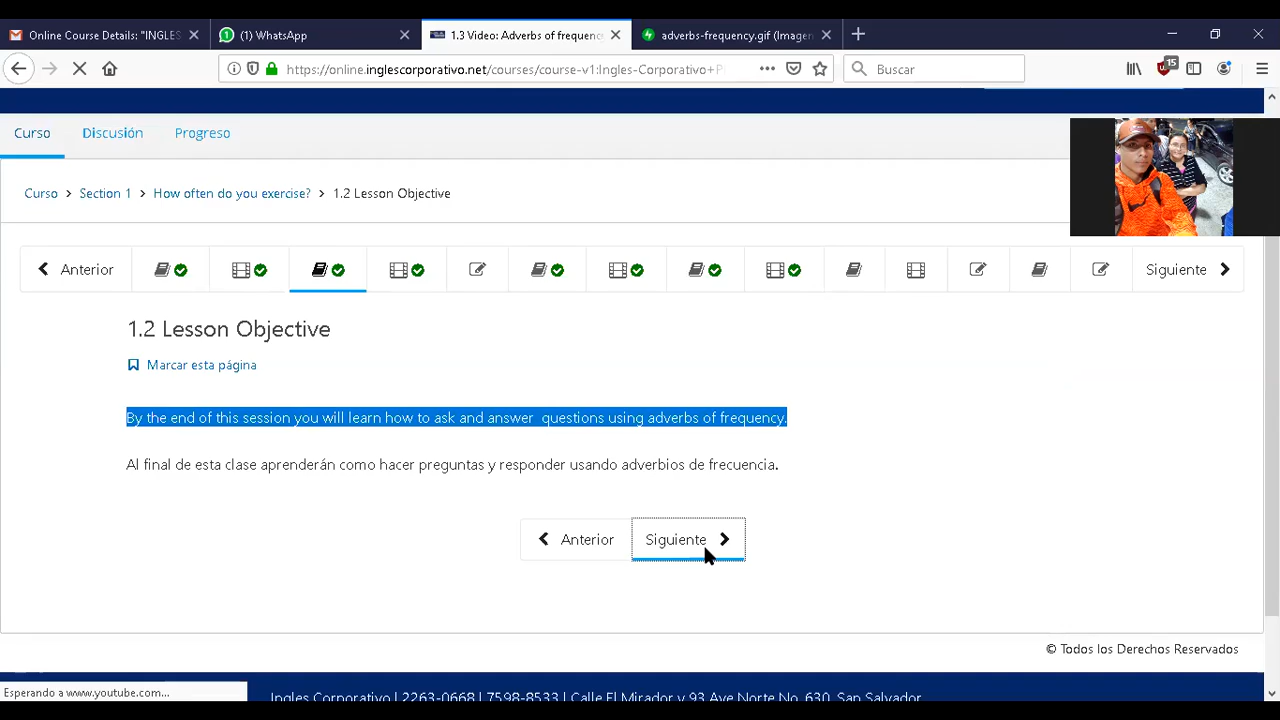 Online Course Details: "INGLES
(1) WhatsApp
1.3 Video: Adverbs of frequenc
adverbs-frequency.gif (Imagen
https://online.inglescorporativo.net/courses/course-v1:Ingles-Corporativo+P
Buscar
15
Curso
Discusión
Progreso
Curso > Section 1 > How often do you exercise? > 1.2 Lesson Objective
Anterior
Siguiente
1.2 Lesson Objective
Marcar esta página
By the end of this session you will learn how to ask and answer questions using adverbs of frequency.
Al final de esta clase aprenderán como hacer preguntas y responder usando adverbios de frecuencia.
Anterior
Siguiente
© Todos los Derechos Reservados
Esperando a www.youtube.com...
Ingles Corporativo | 2263-0668 | 7598-8533 | Calle El Mirador y 93 Ave Norte No. 630, San Salvador